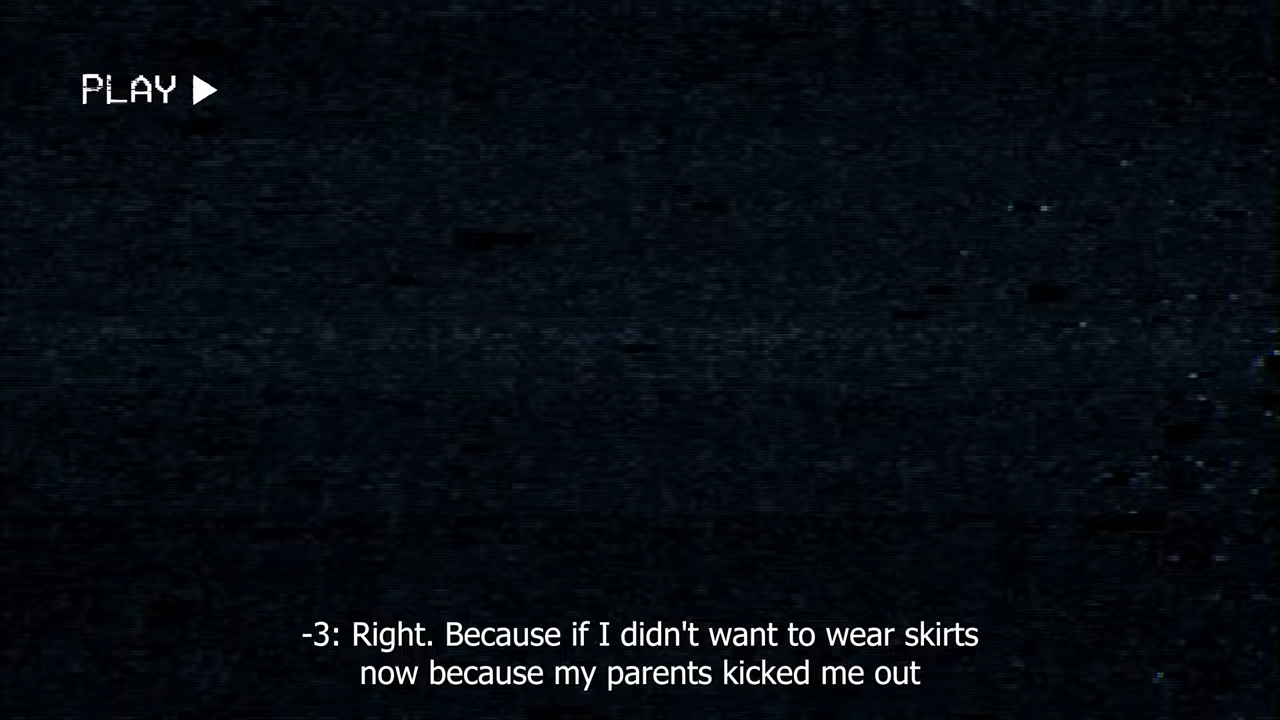 PLAY
-3: Right. Because if I didn't want to wear skirts
now because my parents kicked me out